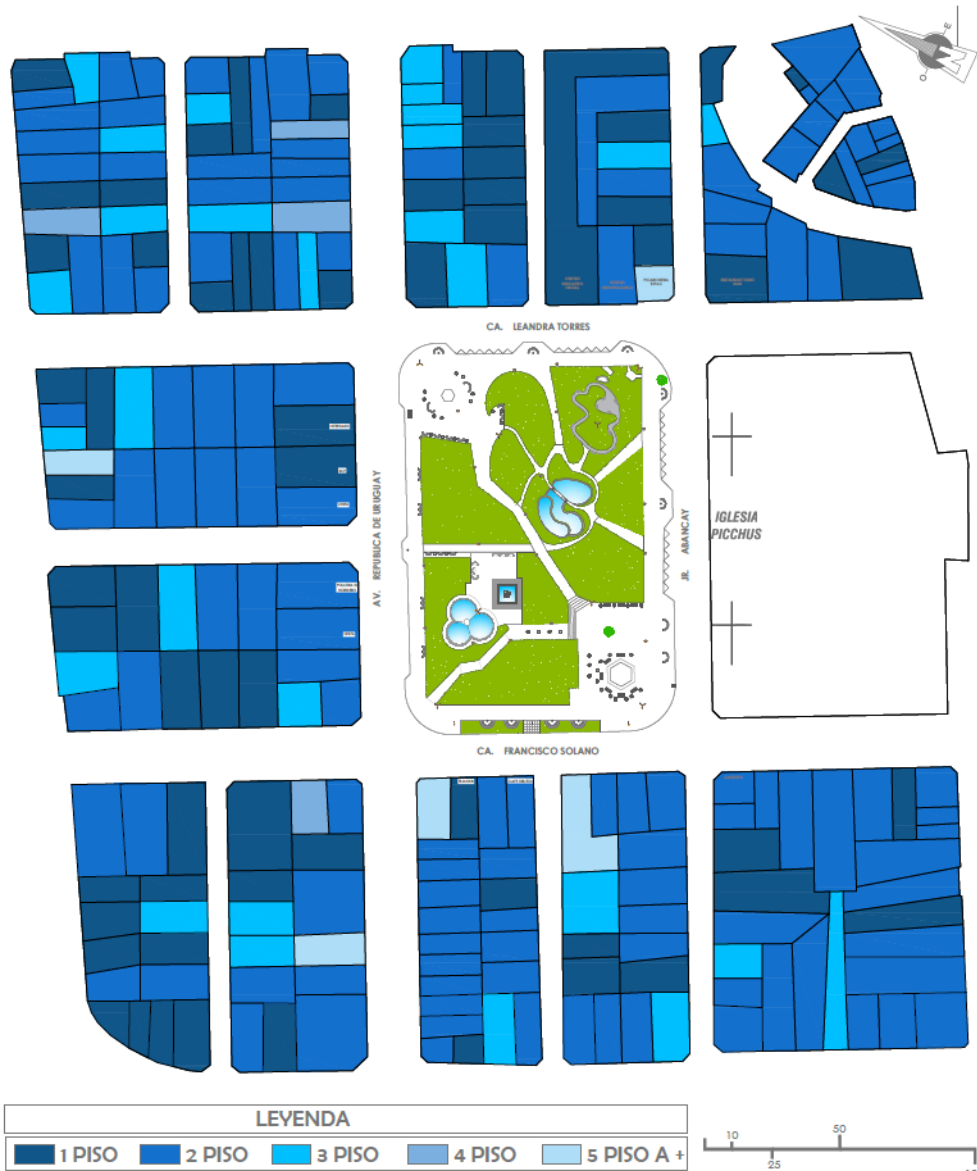 E
N
O
CA. LEANDRA TORRES
AV. REPUBLICA DE URUGUAY
JR. ABANCAY
IGLESIA
PICCHUS
CA. FRANCISCO SOLANO
LEYENDA
1 PISO
2 PISO
3 PISO
4 PISO
5 PISO A +
10
50
25